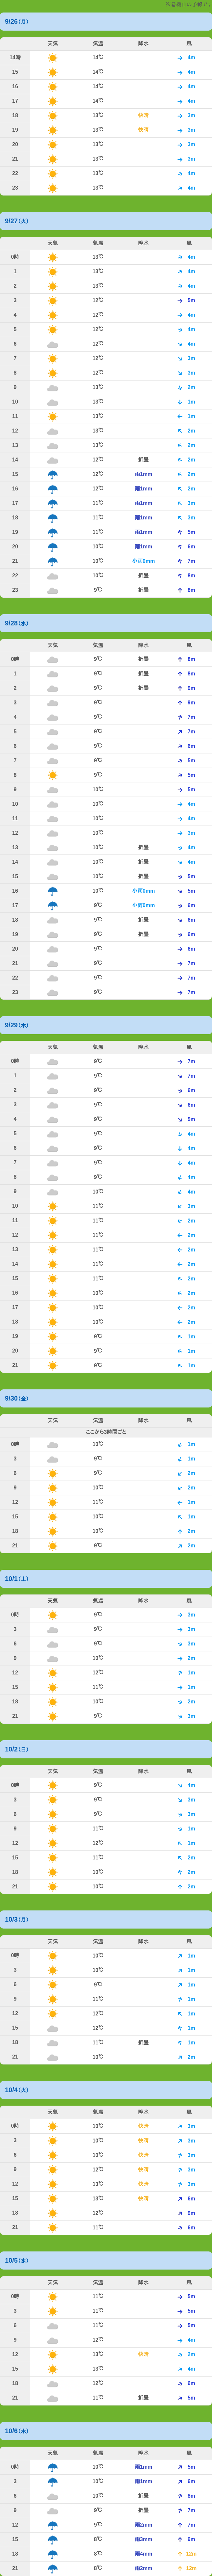 9/26(月)
天気 気温 降水 風
14時 14℃ 4m
15 14℃ 4m
16 14℃ 4m
17 14℃ 4m
18 13℃ 快晴 3m
19 13℃ 快晴 3m
20 13℃ 3m
21 13℃ 3m
22 13℃ 4m
23 13℃ 4m
9/27(火)
天気 気温 降水 風
0時 13℃ 4m
1 13℃ 4m
2 13℃ 4m
3 12℃ 5m
4 12℃ 4m
5 12℃ 4m
6 12℃ 4m
7 12℃ 3m
8 12℃ 3m
9 13℃ 2m
10 13℃ 1m
11 13℃ 1m
12 13℃ 2m
13 13℃ 2m
14 12℃ 折畳 2m
15 12℃ 雨1mm 2m
16 12℃ 雨1mm 2m
17 11℃ 雨1mm 3m
18 11℃ 雨1mm 3m
19 11℃ 雨1mm 5m
20 10℃ 雨1mm 6m
21 10℃ 小雨0mm 7m
22 10℃ 折畳 8m
23 9℃ 折畳 8m
9/28(水)
天気 気温 降水 風
0時 9℃ 折畳 8m
1 9℃ 折畳 8m
2 9℃ 折畳 9m
3 9℃ 9m
4 9℃ 7m
5 9℃ 7m
6 9℃ 6m
7 9℃ 5m
8 9℃ 5m
9 10℃ 5m
10 10℃ 4m
11 10℃ 4m
12 10℃ 3m
13 10℃ 折畳 4m
14 10℃ 折畳 4m
15 10℃ 折畳 5m
16 10℃ 小雨0mm 5m
17 9℃ 小雨0mm 6m
18 9℃ 折畳 6m
19 9℃ 折畳 6m
20 9℃ 6m
21 9℃ 7m
22 9℃ 7m
23 9℃ 7m
9/29(木)
天気 気温 降水 風
0時 9℃ 7m
1 9℃ 7m
2 9℃ 6m
3 9℃ 6m
4 9℃ 5m
5 9℃ 4m
6 9℃ 4m
7 9℃ 4m
8 9℃ 4m
9 10℃ 4m
10 11℃ 3m
11 11℃ 2m
12 11℃ 2m
13 11℃ 2m
14 11℃ 2m
15 11℃ 2m
16 10℃ 2m
17 10℃ 2m
18 10℃ 2m
19 9℃ 1m
20 9℃ 1m
21 9℃ 1m
9/30(金)
天気 気温 降水 風
ここから3時間ごと
0時 10℃ 1m
3 9℃ 1m
6 9℃ 2m
9 10℃ 2m
12 11℃ 1m
15 10℃ 1m
18 10℃ 2m
21 9℃ 2m
10/1(土)
天気 気温 降水 風
0時 9℃ 3m
3 9℃ 3m
6 9℃ 3m
9 10℃ 2m
12 12℃ 1m
15 11℃ 1m
18 10℃ 2m
21 9℃ 3m
10/2(日)
天気 気温 降水 風
0時 9℃ 4m
3 9℃ 3m
6 9℃ 3m
9 11℃ 1m
12 12℃ 1m
15 11℃ 2m
18 10℃ 2m
21 10℃ 2m
10/3(月)
天気 気温 降水 風
0時 10℃ 1m
3 10℃ 1m
6 9℃ 1m
9 11℃ 1m
12 12℃ 1m
15 12℃ 1m
18 11℃ 折畳 1m
21 10℃ 2m
10/4(火)
天気 気温 降水 風
0時 10℃ 快晴 3m
3 10℃ 快晴 3m
6 10℃ 快晴 3m
9 12℃ 快晴 3m
12 13℃ 快晴 3m
15 13℃ 快晴 6m
18 12℃ 9m
21 11℃ 6m
10/5(水)
天気 気温 降水 風
0時 11℃ 5m
3 11℃ 5m
6 11℃ 5m
9 12℃ 4m
12 13℃ 快晴 2m
15 13℃ 4m
18 12℃ 6m
21 11℃ 折畳 5m
10/6(木)
天気 気温 降水 風
0時 10℃ 雨1mm 5m
3 10℃ 雨1mm 6m
6 10℃ 折畳 8m
9 9℃ 折畳 7m
12 9℃ 雨2mm 7m
15 8℃ 雨3mm 9m
18 8℃ 雨4mm 12m
21 8℃ 雨2mm 12m